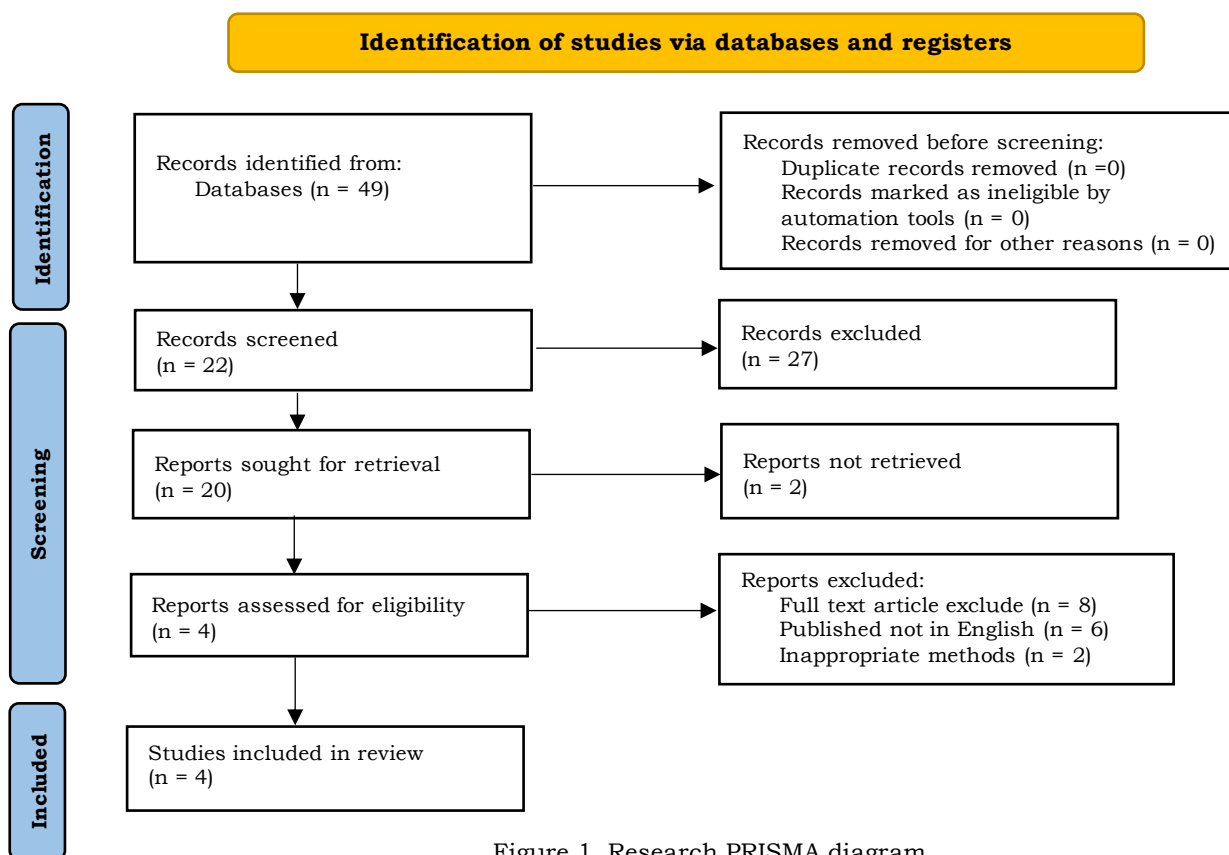 Identification of studies via databases and registers
Identification
Records identified from:
Databases (n = 49)
Records removed before screening:
Duplicate records removed (n =0)
Records marked as ineligible by
automation tools (n = 0)
Records removed for other reasons (n = 0)
Screening
Records screened
(n = 22)
Records excluded
(n = 27)
Reports sought for retrieval
(n = 20)
Reports not retrieved
(n = 2)
Reports assessed for eligibility
(n = 4)
Reports excluded:
Full text article exclude (n = 8)
Published not in English (n = 6)
Inappropriate methods (n = 2)
Included
Studies included in review
(n = 4)
Figure 1. Research PRISMA diagram